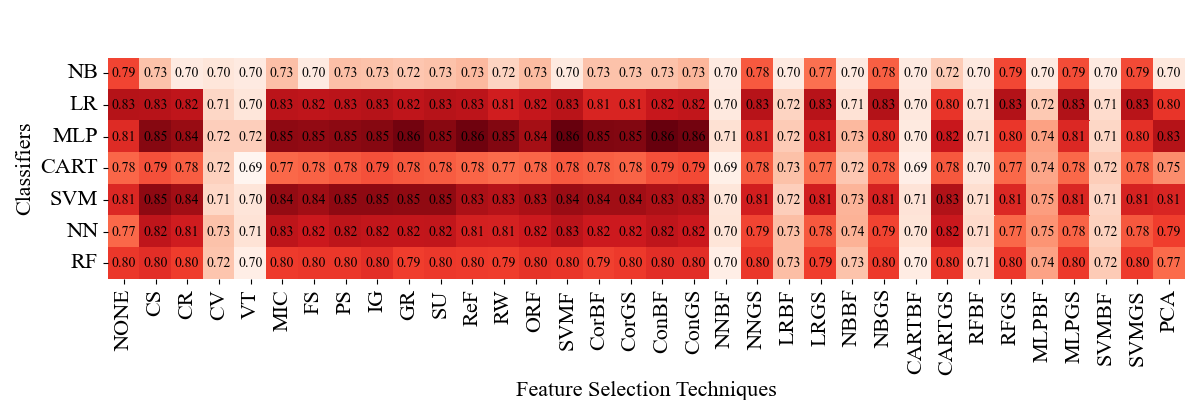 NB 0.79 0.73 0.70 0.70 0.70 0.73 0.70 0.73 0.73 0.72 0.73 0.73 0.72 0.73 0.70 0.73 0.73 0.73 0.73 0.70 0.78 0.70 0.77 0.70 0.78 0.70 0.72 0.70 0.79 0.70 0.79 0.70 0.79 0.70
LR 0.83 0.83 0.82 0.71 0.70 0.83 0.82 0.83 0.83 0.82 0.83 0.83 0.81 0.82 0.83 0.81 0.81 0.82 0.82 0.70 0.83 0.72 0.83 0.71 0.83 0.70 0.80 0.71 0.83 0.72 0.83 0.71 0.83 0.80
MLP 0.81 0.85 0.84 0.72 0.72 0.85 0.85 0.85 0.85 0.86 0.85 0.86 0.85 0.84 0.86 0.85 0.85 0.86 0.86 0.71 0.81 0.72 0.81 0.73 0.80 0.70 0.82 0.71 0.80 0.74 0.81 0.71 0.80 0.83
CART 0.78 0.79 0.78 0.72 0.69 0.77 0.78 0.78 0.79 0.78 0.78 0.78 0.77 0.78 0.78 0.78 0.78 0.79 0.79 0.69 0.78 0.73 0.77 0.72 0.78 0.69 0.78 0.70 0.77 0.74 0.78 0.72 0.78 0.75
SVM 0.81 0.85 0.84 0.71 0.70 0.84 0.84 0.85 0.85 0.85 0.85 0.83 0.83 0.83 0.84 0.84 0.84 0.83 0.83 0.70 0.81 0.72 0.81 0.73 0.81 0.71 0.83 0.71 0.81 0.75 0.81 0.71 0.81 0.81
NN 0.77 0.82 0.81 0.73 0.71 0.83 0.82 0.82 0.82 0.82 0.82 0.81 0.81 0.82 0.83 0.82 0.82 0.82 0.82 0.70 0.79 0.73 0.78 0.74 0.79 0.70 0.82 0.71 0.77 0.75 0.78 0.72 0.78 0.79
RF 0.80 0.80 0.80 0.72 0.70 0.80 0.80 0.80 0.80 0.79 0.80 0.80 0.79 0.80 0.80 0.79 0.80 0.80 0.80 0.70 0.80 0.73 0.79 0.73 0.80 0.70 0.80 0.71 0.80 0.74 0.80 0.72 0.80 0.77
Classifiers
NONE CS CR CV VT MIC FS PS IG GR SU ReF RW ORF SVMF CorBF CorGS ConBF ConGS NNBF NNGS LRBF LRGS NBBF NBGS CARTBF CARTGS RFBF RFGS MLPBF MLPGS SVMBF SVMGS PCA
Feature Selection Techniques